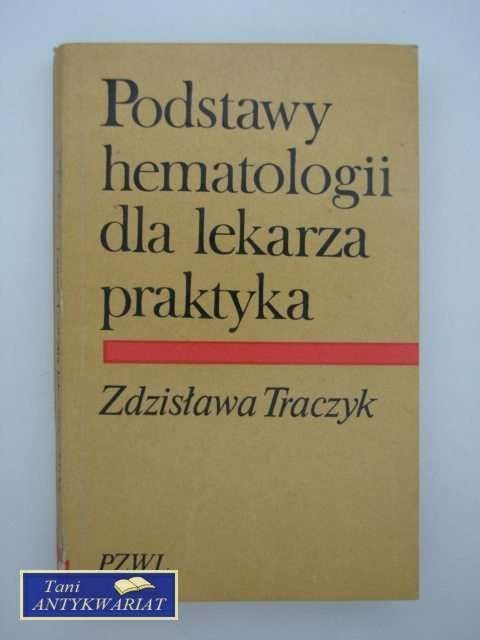 Podstawy
hematologii
dla lekarza
praktyka
Zdzisława Traczyk
PZWL
Tani
ANTYKWARIAT